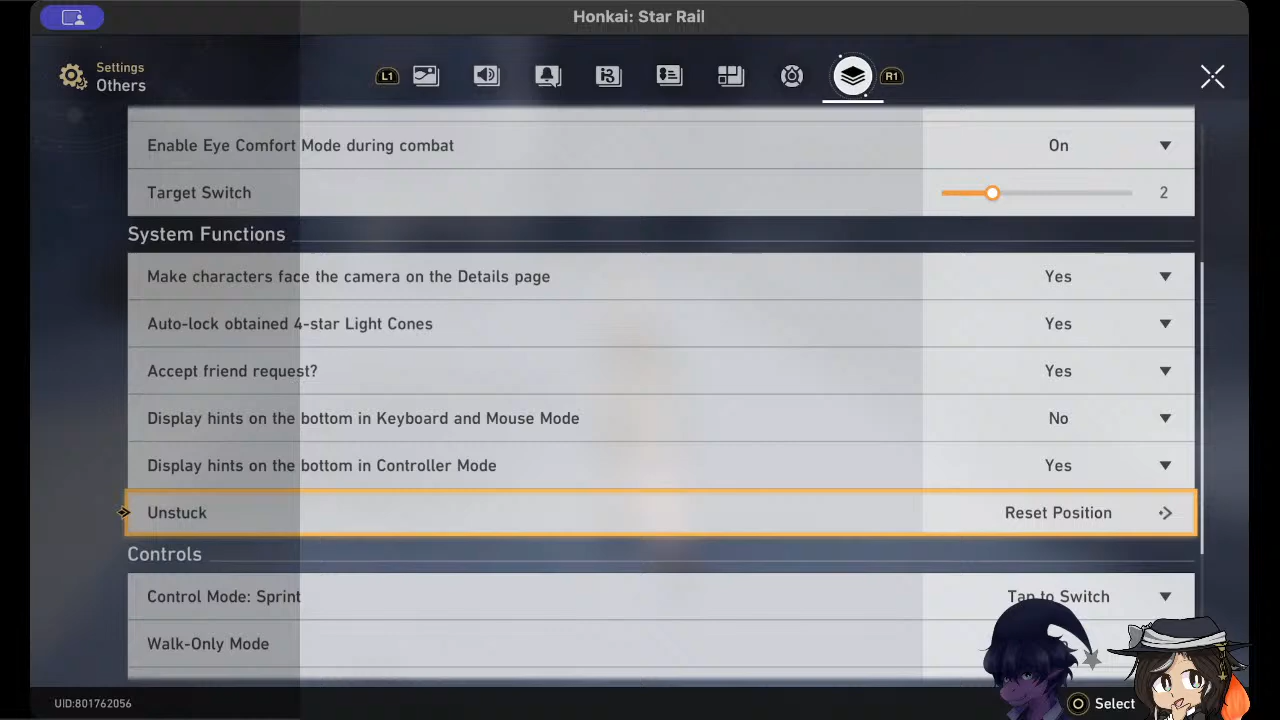 Honkai: Star Rail
Settings
Others
L1
R1
Enable Eye Comfort Mode during combat On
Target Switch 2
System Functions
Make characters face the camera on the Details page Yes
Auto-lock obtained 4-star Light Cones Yes
Accept friend request? Yes
Display hints on the bottom in Keyboard and Mouse Mode No
Display hints on the bottom in Controller Mode Yes
Unstuck Reset Position
Controls
Control Mode: Sprint Tap to Switch
Walk-Only Mode
UID:801762056
Select